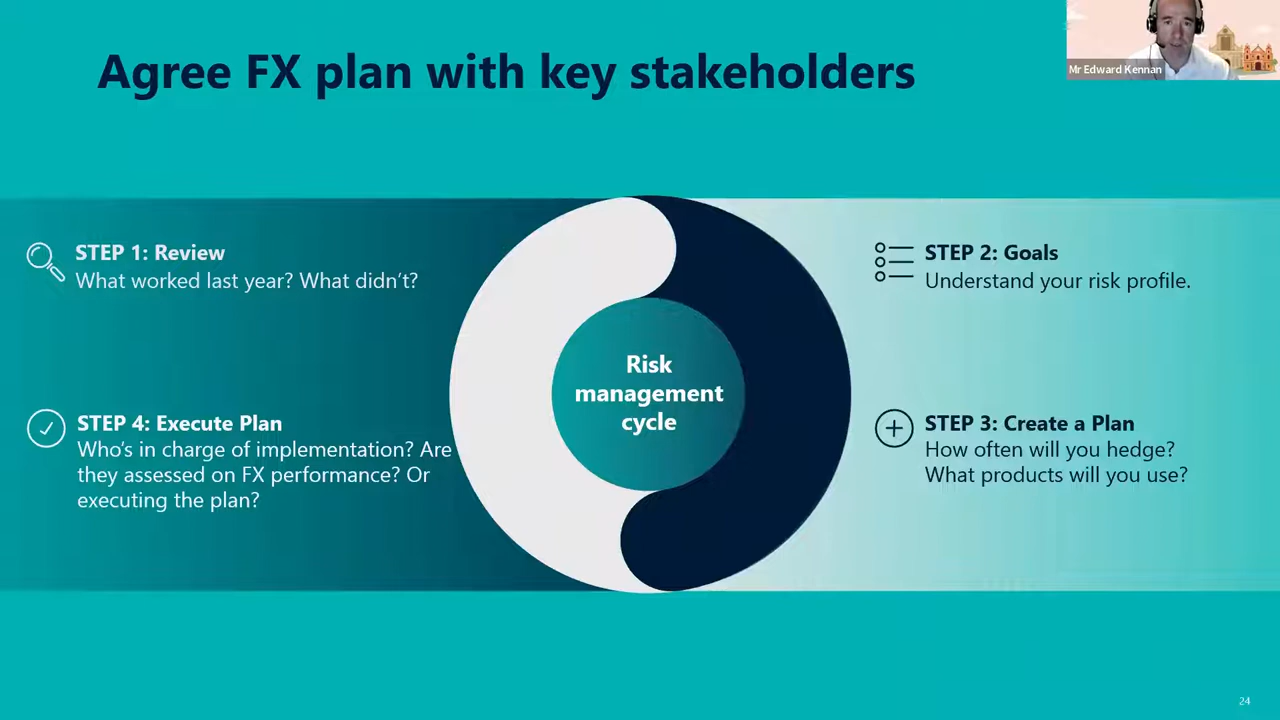 Agree FX plan with key stakeholders
Mr Edward Kennan
STEP 1: Review
What worked last year? What didn't?
STEP 2: Goals
Understand your risk profile.
Risk
management
cycle
STEP 4: Execute Plan
Who's in charge of implementation? Are
they assessed on FX performance? Or
executing the plan?
STEP 3: Create a Plan
How often will you hedge?
What products will you use?
24